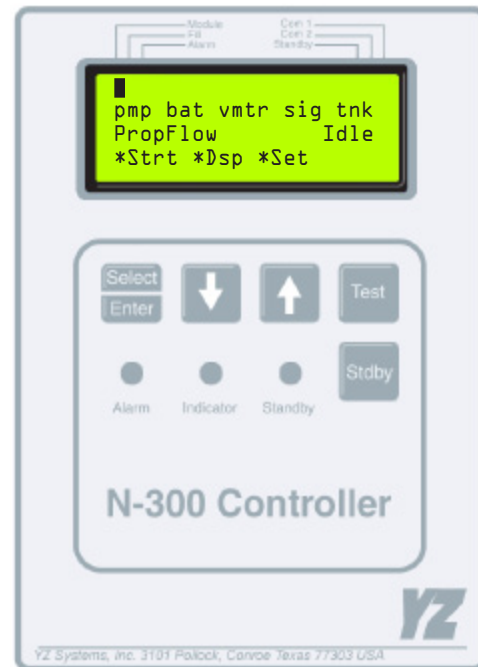 Module
Fill
Alarm
Com 1
Com 2
Standby
pmp bat vmtr sig tnk
PropFlow Idle
*Strt *Dsp *Set
Select
Enter
Test
Stdby
Alarm Indicator Standby
N-300 Controller
YZ
YZ Systems, Inc. 3101 Pollock, Conroe Texas 77303 USA